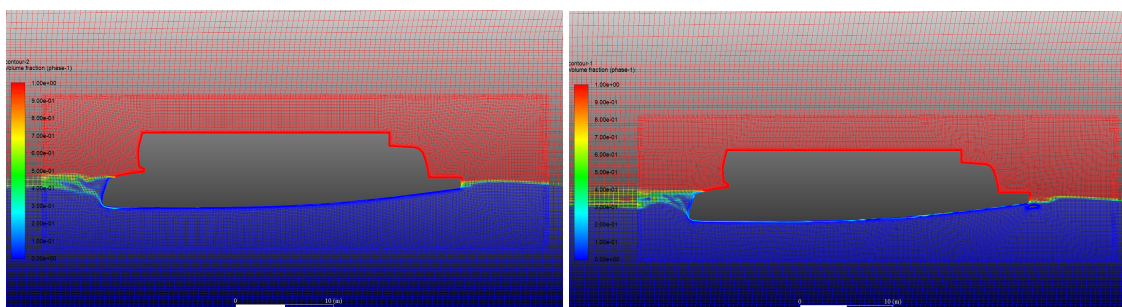 contour-2
Volume fraction (phase-1)
1.00e+00
9.00e-01
8.00e-01
7.00e-01
6.00e-01
5.00e-01
4.00e-01
3.00e-01
2.00e-01
1.00e-01
0.00e+00
0 10 (m)
contour-1
Volume fraction (phase-1)
1.00e+00
9.00e-01
8.00e-01
7.00e-01
6.00e-01
5.00e-01
4.00e-01
3.00e-01
2.00e-01
1.00e-01
0.00e+00
0 10 (m)